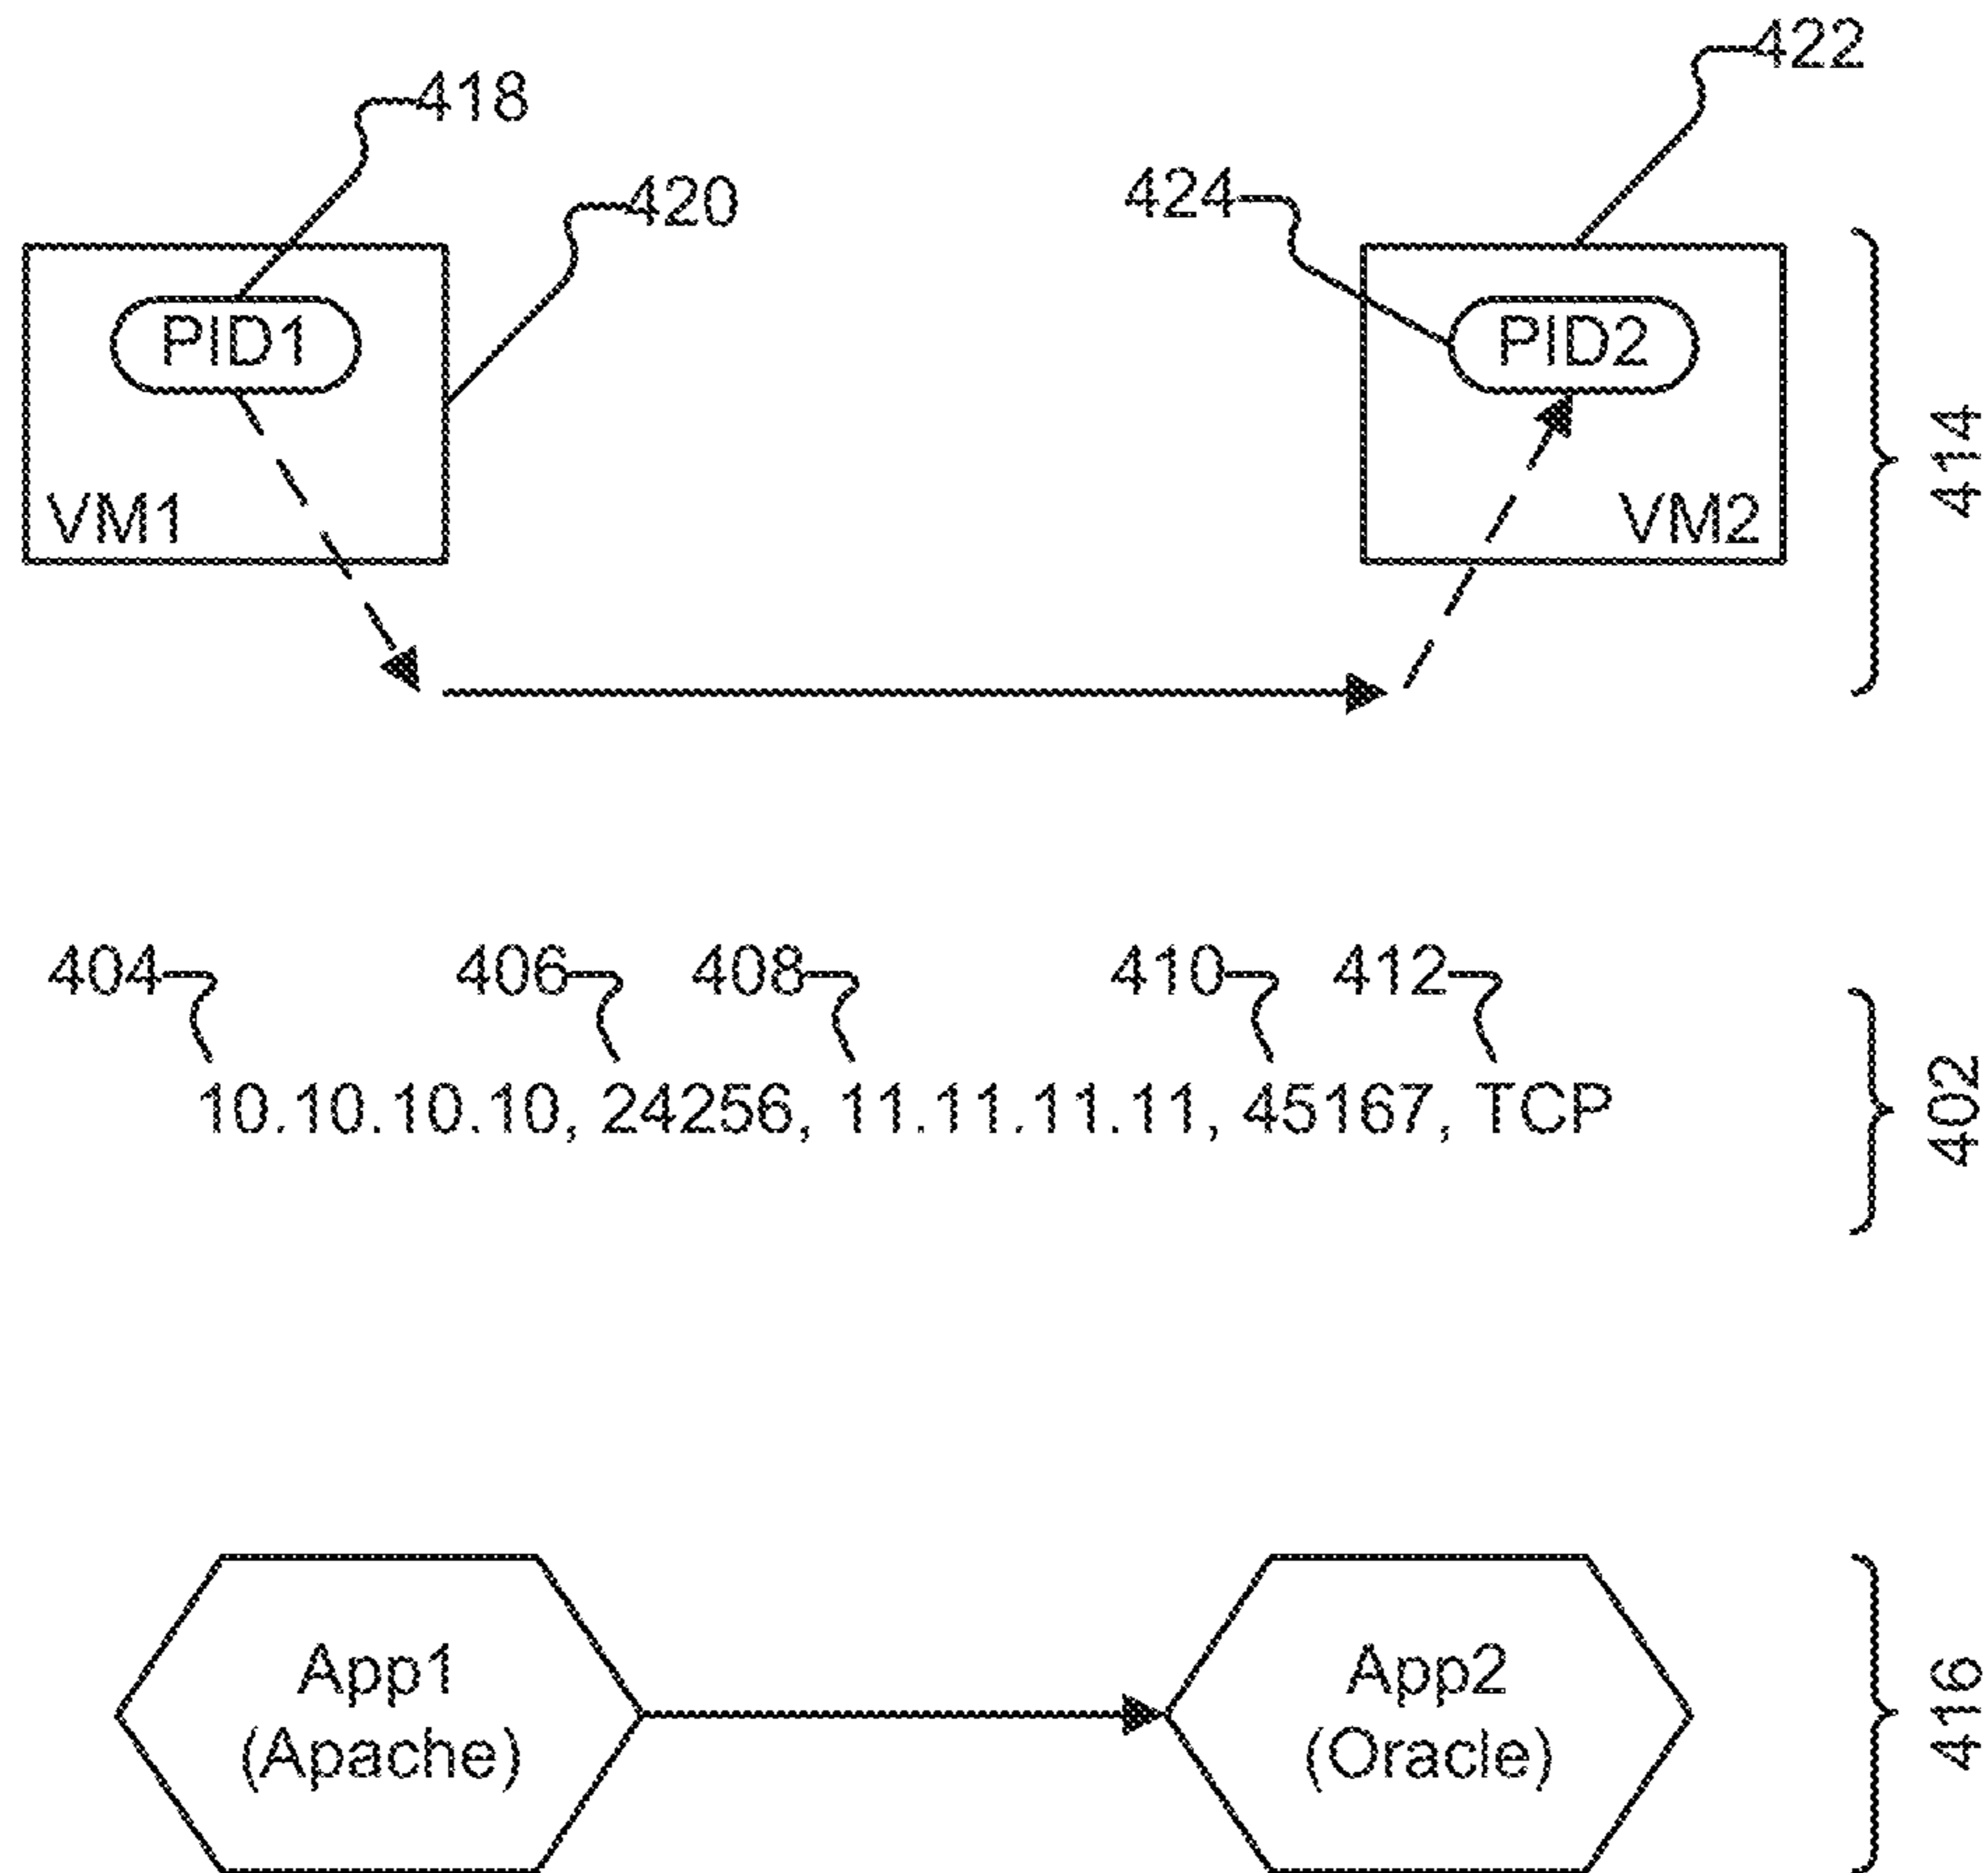 422
418
420
424
PID1
PID2
414
VM1
VM2
404 406 408 410 412
402
10.10.10.10, 24256, 11.11.11.11, 45167, TCP
App1
(Apache)
App2
(Oracle)
416